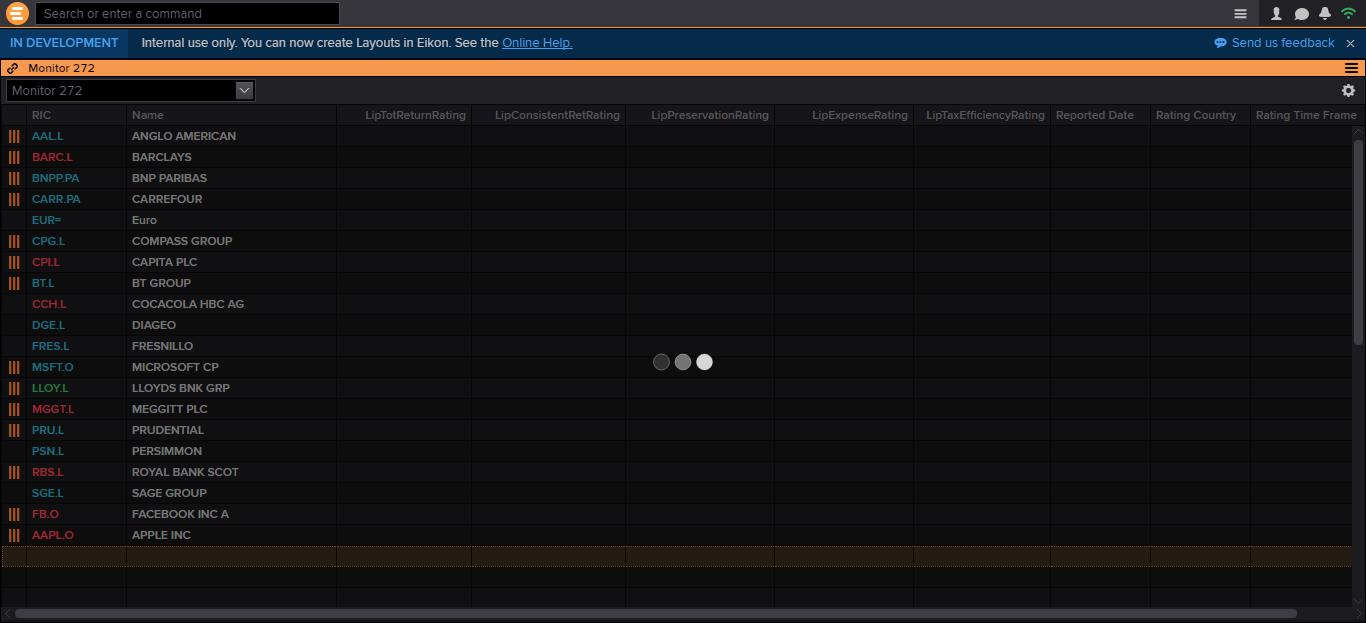 Search or enter a command
IN DEVELOPMENT Internal use only. You can now create Layouts in Eikon. See the Online Help. Send us feedback
Monitor 272
Monitor 272
RIC Name LipTotReturnRating LipConsistentRetRating LipPreservationRating LipExpenseRating LipTaxEfficiencyRating Reported Date Rating Country Rating Time Frame
AAL.L ANGLO AMERICAN
BARC.L BARCLAYS
BNPP.PA BNP PARIBAS
CARR.PA CARREFOUR
EUR= Euro
CPG.L COMPASS GROUP
CPI.L CAPITA PLC
BT.L BT GROUP
CCH.L COCACOLA HBC AG
DGE.L DIAGEO
FRES.L FRESNILLO
MSFT.O MICROSOFT CP
LLOY.L LLOYDS BNK GRP
MGGT.L MEGGITT PLC
PRU.L PRUDENTIAL
PSN.L PERSIMMON
RBS.L ROYAL BANK SCOT
SGE.L SAGE GROUP
FB.O FACEBOOK INC A
AAPL.O APPLE INC